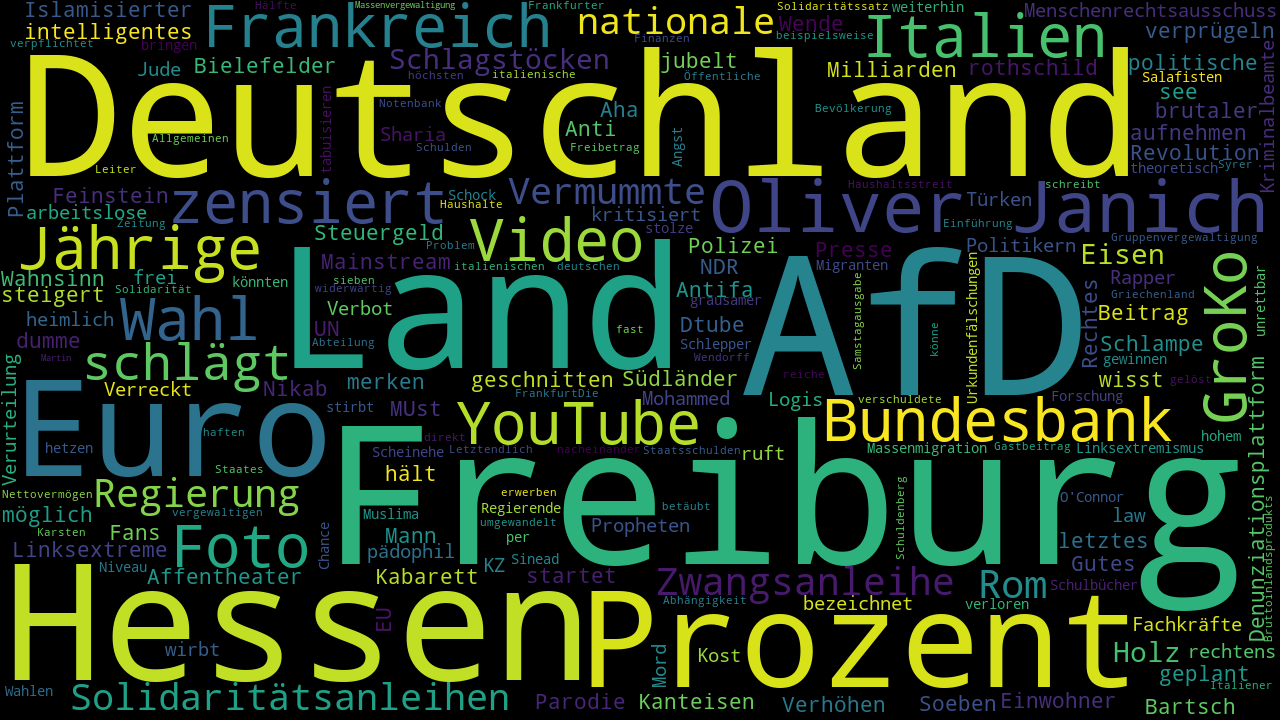 Islamisierter Hälfte Massenvergewaltigung Frankfurter Solidaritätssatz weiterhin Menschenrechtsausschuss
intelligentes Frankreich nationale Wende Italien verprügeln
verpflichtet bringen Finanzen beispielsweise
Jude Bielefelder Schlagstöcken jubelt Milliarden rothschild politische
höchsten italienische Öffentliche Salafisten
Deutschland
see
Plattform tabuisieren Notenbank Aha Bevölkerung brutaler Kriminalbeamte
Allgemeinen Sharia Anti Angst aufnehmen
Schulden Freibetrag Revolution
Leiter theoretisch Syrer
Feinstein zensiert Schock Vermummte Haushaltsstreit schreibt
arbeitslose Haushalte kritisiert Oliver Janich Türken
Zeitung Steuergeld stolze Einführung
Jährige Problem Video Polizei Presse Politikern Gruppenvergewaltigung
Mainstream italienischen deutschen NDR Migranten Eisen
Wahnsinn frei könnten sieben Land AfD Rapper unrettbar
steigert Solidarität widerwärtig Antifa Samstagausgabe Urkundenfälschungen Griechenland GroKo
Verbot grausamer
heimlich Wahl UN fast Dtube könne Rechtes Beitrag
dumme Abteilung Schlepper Schlampe
Martin schlägt Wendorff gewinnen
Verurteilung Verreckt Nikab merken geschnitten Südländer reiche wisst gelöst Denunziationsplattform
Euro stirbt MUst FrankfurtDie Mohammed Logis verschuldete Forschung
YouTube Bundesbank
hetzen haften Scheinehe direkt Letztendlich nacheinander Staatsschulden ruft Massenmigration Gastbeitrag Linksextremismus hohem
Staates hält Freiburg
Nettovermögen Regierung erwerben schuldenberg O'Connor
möglich vergewaltigen Muslima Regierende betäubt law
Karsten Fans Foto Chance Mann umgewandelt Propheten letztes Bruttoinlandsprodukts
Linksextreme pädophil per
Niveau Affentheater KZ Sinead Gutes
Hessen Kabarett startet Zwangsanleihe Rom Schulbücher
EU Abhängigkeit bezeichnet verloren
Prozent Fachkräfte
wirbt Mord Kost Holz rechtens
geplant
Wahlen Italiener
Solidaritätsanleihen Parodie Kanteisen Verhöhen Soeben Einwohner Bartsch